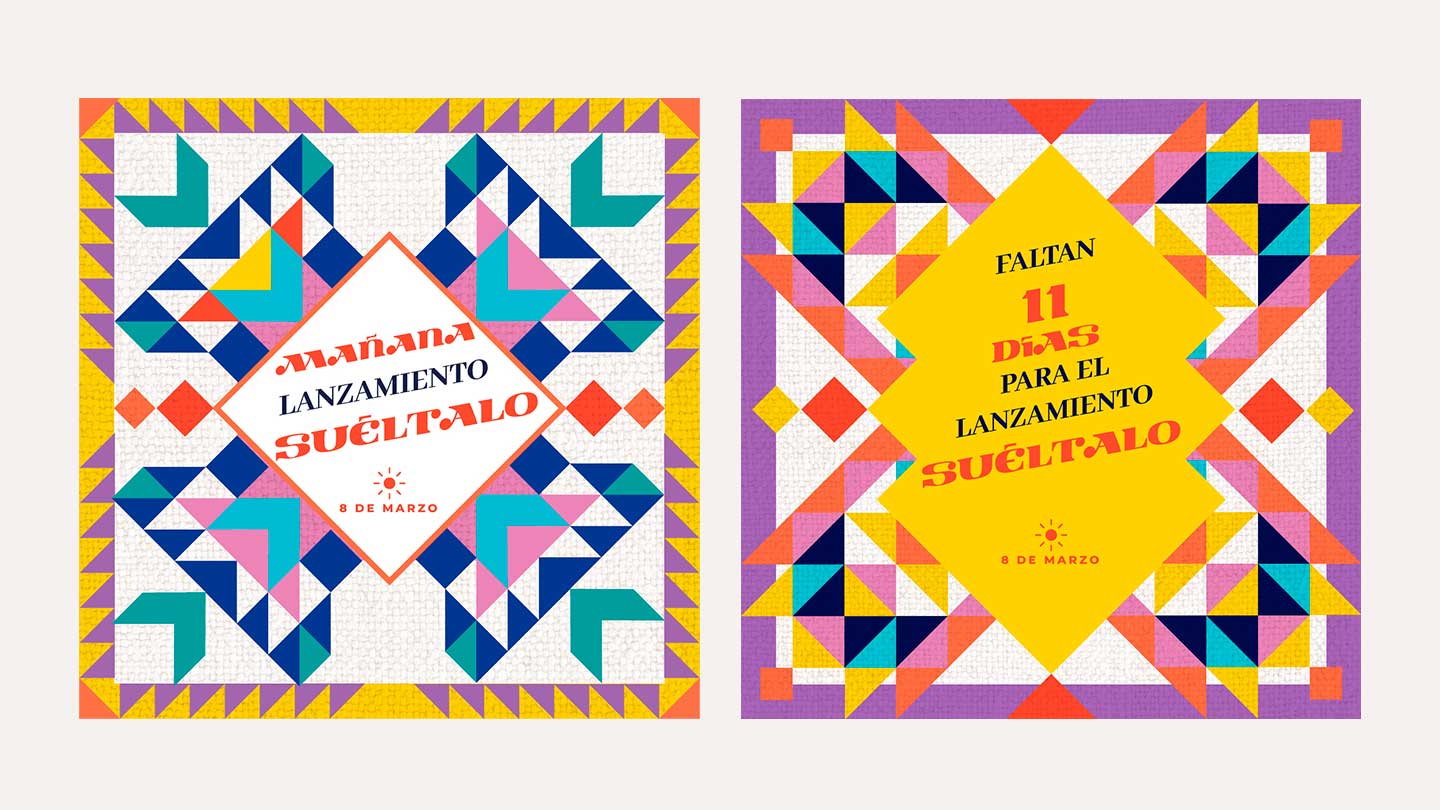 MAÑANA
LANZAMIENTO
SUÉLTALO
8 DE MARZO
FALTAN
11
DíAS
PARA EL
LANZAMIENTO
SUÉLTALO
8 DE MARZO